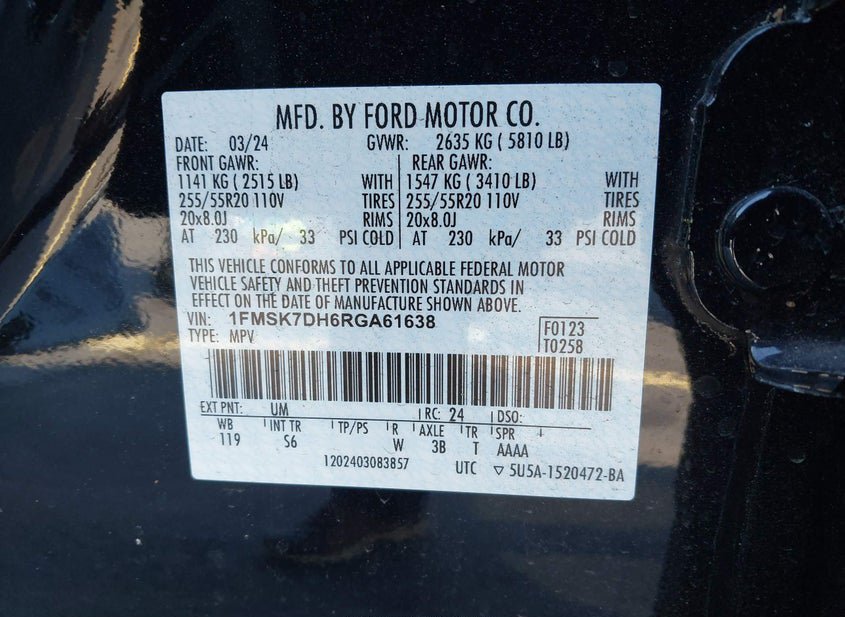 MFD. BY FORD MOTOR CO.
DATE: 03/24 GVWR: 2635 KG ( 5810 LB)
FRONT GAWR: REAR GAWR:
1141 KG ( 2515 LB) WITH 1547 KG ( 3410 LB) WITH
255/55R20 110V TIRES 255/55R20 110V TIRES
20x8.0J RIMS 20x8.0J RIMS
AT 230 kPa/ 33 PSI COLD AT 230 kPa/ 33 PSI COLD
THIS VEHICLE CONFORMS TO ALL APPLICABLE FEDERAL MOTOR
VEHICLE SAFETY AND THEFT PREVENTION STANDARDS IN
EFFECT ON THE DATE OF MANUFACTURE SHOWN ABOVE.
VIN: 1FMSK7DH6RGA61638 F0123
TYPE: MPV T0258
EXT PNT: UM RC: 24 DSO:
WB INT TR TP/PS R AXLE TR SPR
119 S6 W 3B T AAAA
1202403083857 UTC ▽ 5U5A-1520472-BA